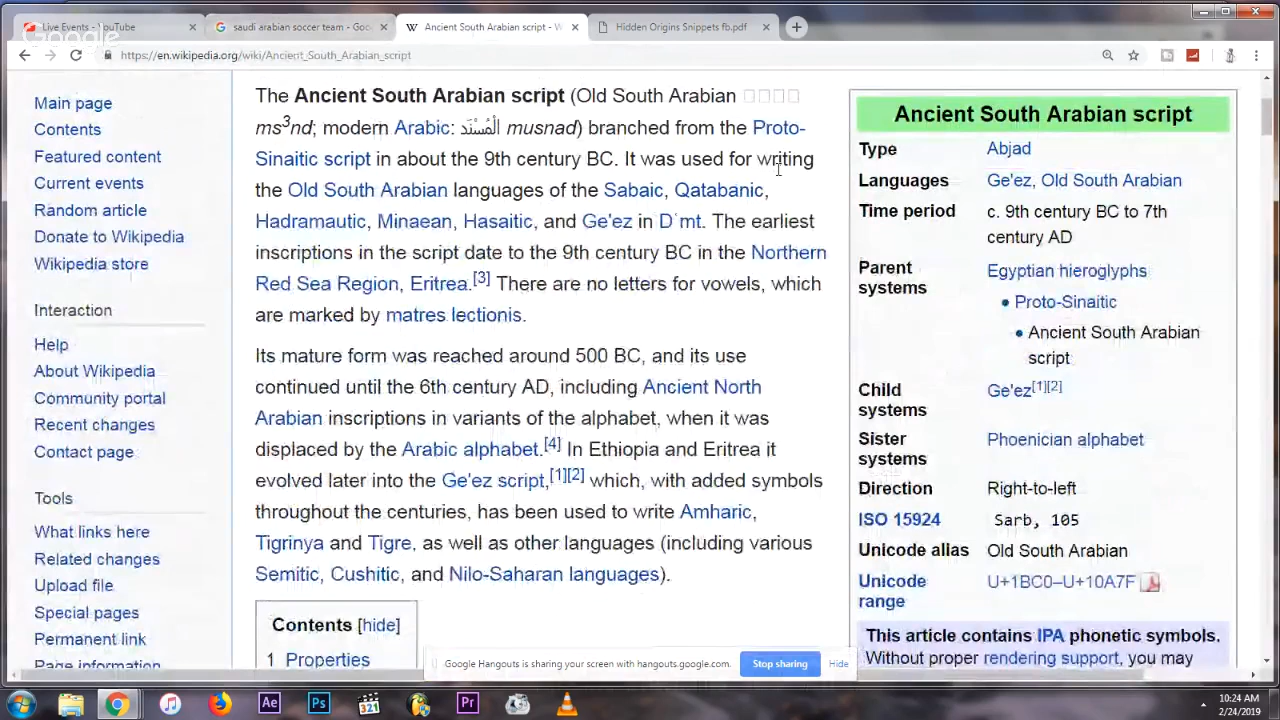 Live Events - YouTube
saudi arabian soccer team - Goo
Ancient South Arabian script - W
Hidden Origins Snippets fb.pdf
Google
https://en.wikipedia.org/wiki/Ancient_South_Arabian_script
Main page
Contents
Featured content
Current events
Random article
Donate to Wikipedia
Wikipedia store
Interaction
Help
About Wikipedia
Community portal
Recent changes
Contact page
Tools
What links here
Related changes
Upload file
Special pages
Permanent link
Page information
The Ancient South Arabian script (Old South Arabian
ms³nd; modern Arabic: الْمُسْنَد musnad) branched from the Proto-
Sinaitic script in about the 9th century BC. It was used for writing
the Old South Arabian languages of the Sabaic, Qatabanic,
Hadramautic, Minaean, Hasaitic, and Ge'ez in Dʿmt. The earliest
inscriptions in the script date to the 9th century BC in the Northern
Red Sea Region, Eritrea.[3] There are no letters for vowels, which
are marked by matres lectionis.
Its mature form was reached around 500 BC, and its use
continued until the 6th century AD, including Ancient North
Arabian inscriptions in variants of the alphabet, when it was
displaced by the Arabic alphabet.[4] In Ethiopia and Eritrea it
evolved later into the Ge'ez script,[1][2] which, with added symbols
throughout the centuries, has been used to write Amharic,
Tigrinya and Tigre, as well as other languages (including various
Semitic, Cushitic, and Nilo-Saharan languages).
Contents [hide]
1 Properties
Ancient South Arabian script
Type Abjad
Languages Ge'ez, Old South Arabian
Time period c. 9th century BC to 7th
century AD
Parent systems Egyptian hieroglyphs
Proto-Sinaitic
Ancient South Arabian
script
Child systems Ge'ez[1][2]
Sister systems Phoenician alphabet
Direction Right-to-left
ISO 15924 Sarb, 105
Unicode alias Old South Arabian
Unicode range U+1BC0–U+10A7F
This article contains IPA phonetic symbols.
Without proper rendering support, you may
Google Hangouts is sharing your screen with hangouts.google.com.
Stop sharing
Hide
Ae
Ps
321
Pr
10:24 AM
2/24/2019